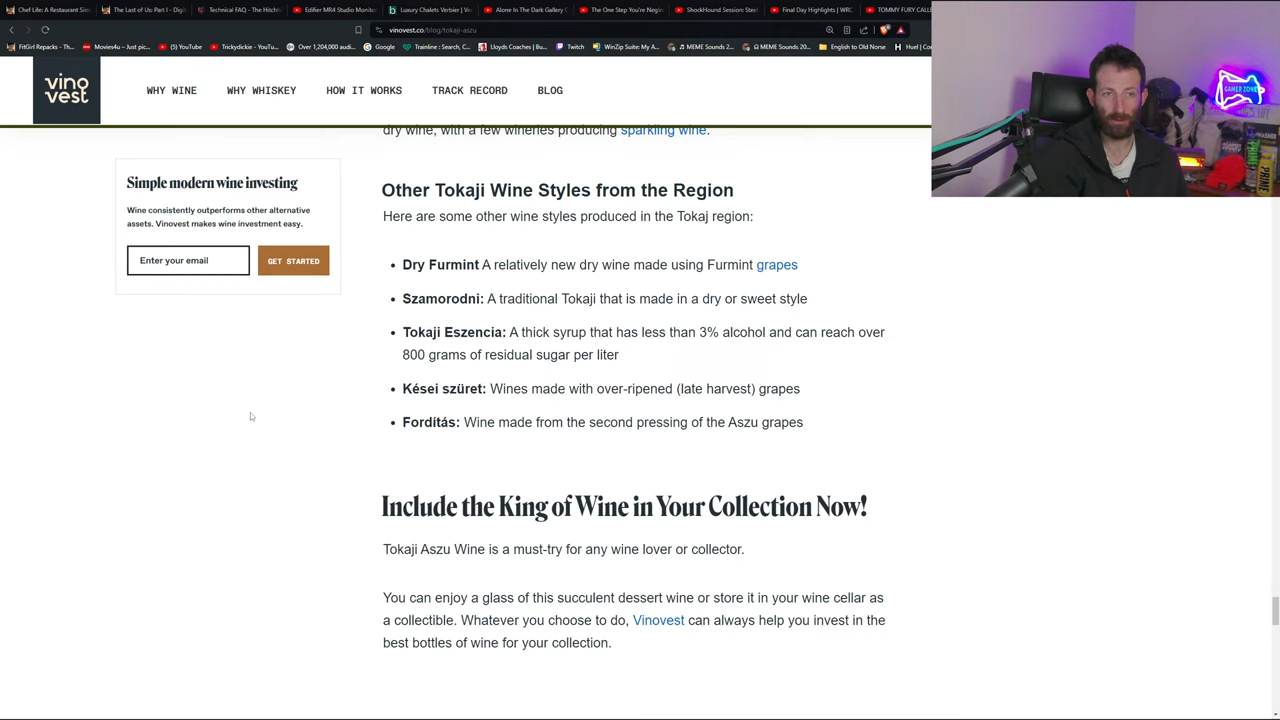 Chef Life: A Restaurant Sim
The Last of Us: Part I - Digi
Technical FAQ - The Hitchh
Edifier MR4 Studio Monitor
Luxury Chalets Verbier | Ve
Alone In The Dark Gallery
The One Step You're Neglec
ShockHound Session: Ster
Final Day Highlights | WRC
TOMMY FURY CALLE
vinovest.co/blog/tokaji-aszu
FitGirl Repacks - Th...
Movies4u – Just pic...
(5) YouTube
Trickydickie - YouTu...
Over 1,204,000 audi...
Google
Trainline : Search, C...
Lloyds Coaches | Bu...
Twitch
WinZip Suite: My A...
MEME Sounds 2...
MEME Sounds 20...
English to Old Norse
Huel | Con
vino
vest
WHY WINE
WHY WHISKEY
HOW IT WORKS
TRACK RECORD
BLOG
GAMER ZONE
dry wine, with a few wineries producing sparkling wine.
Simple modern wine investing
Wine consistently outperforms other alternative
assets. Vinovest makes wine investment easy.
Enter your email
GET STARTED
Other Tokaji Wine Styles from the Region
Here are some other wine styles produced in the Tokaj region:
• Dry Furmint A relatively new dry wine made using Furmint grapes
• Szamorodni: A traditional Tokaji that is made in a dry or sweet style
• Tokaji Eszencia: A thick syrup that has less than 3% alcohol and can reach over
800 grams of residual sugar per liter
• Kései szüret: Wines made with over-ripened (late harvest) grapes
• Fordítás: Wine made from the second pressing of the Aszu grapes
Include the King of Wine in Your Collection Now!
Tokaji Aszu Wine is a must-try for any wine lover or collector.
You can enjoy a glass of this succulent dessert wine or store it in your wine cellar as
a collectible. Whatever you choose to do, Vinovest can always help you invest in the
best bottles of wine for your collection.